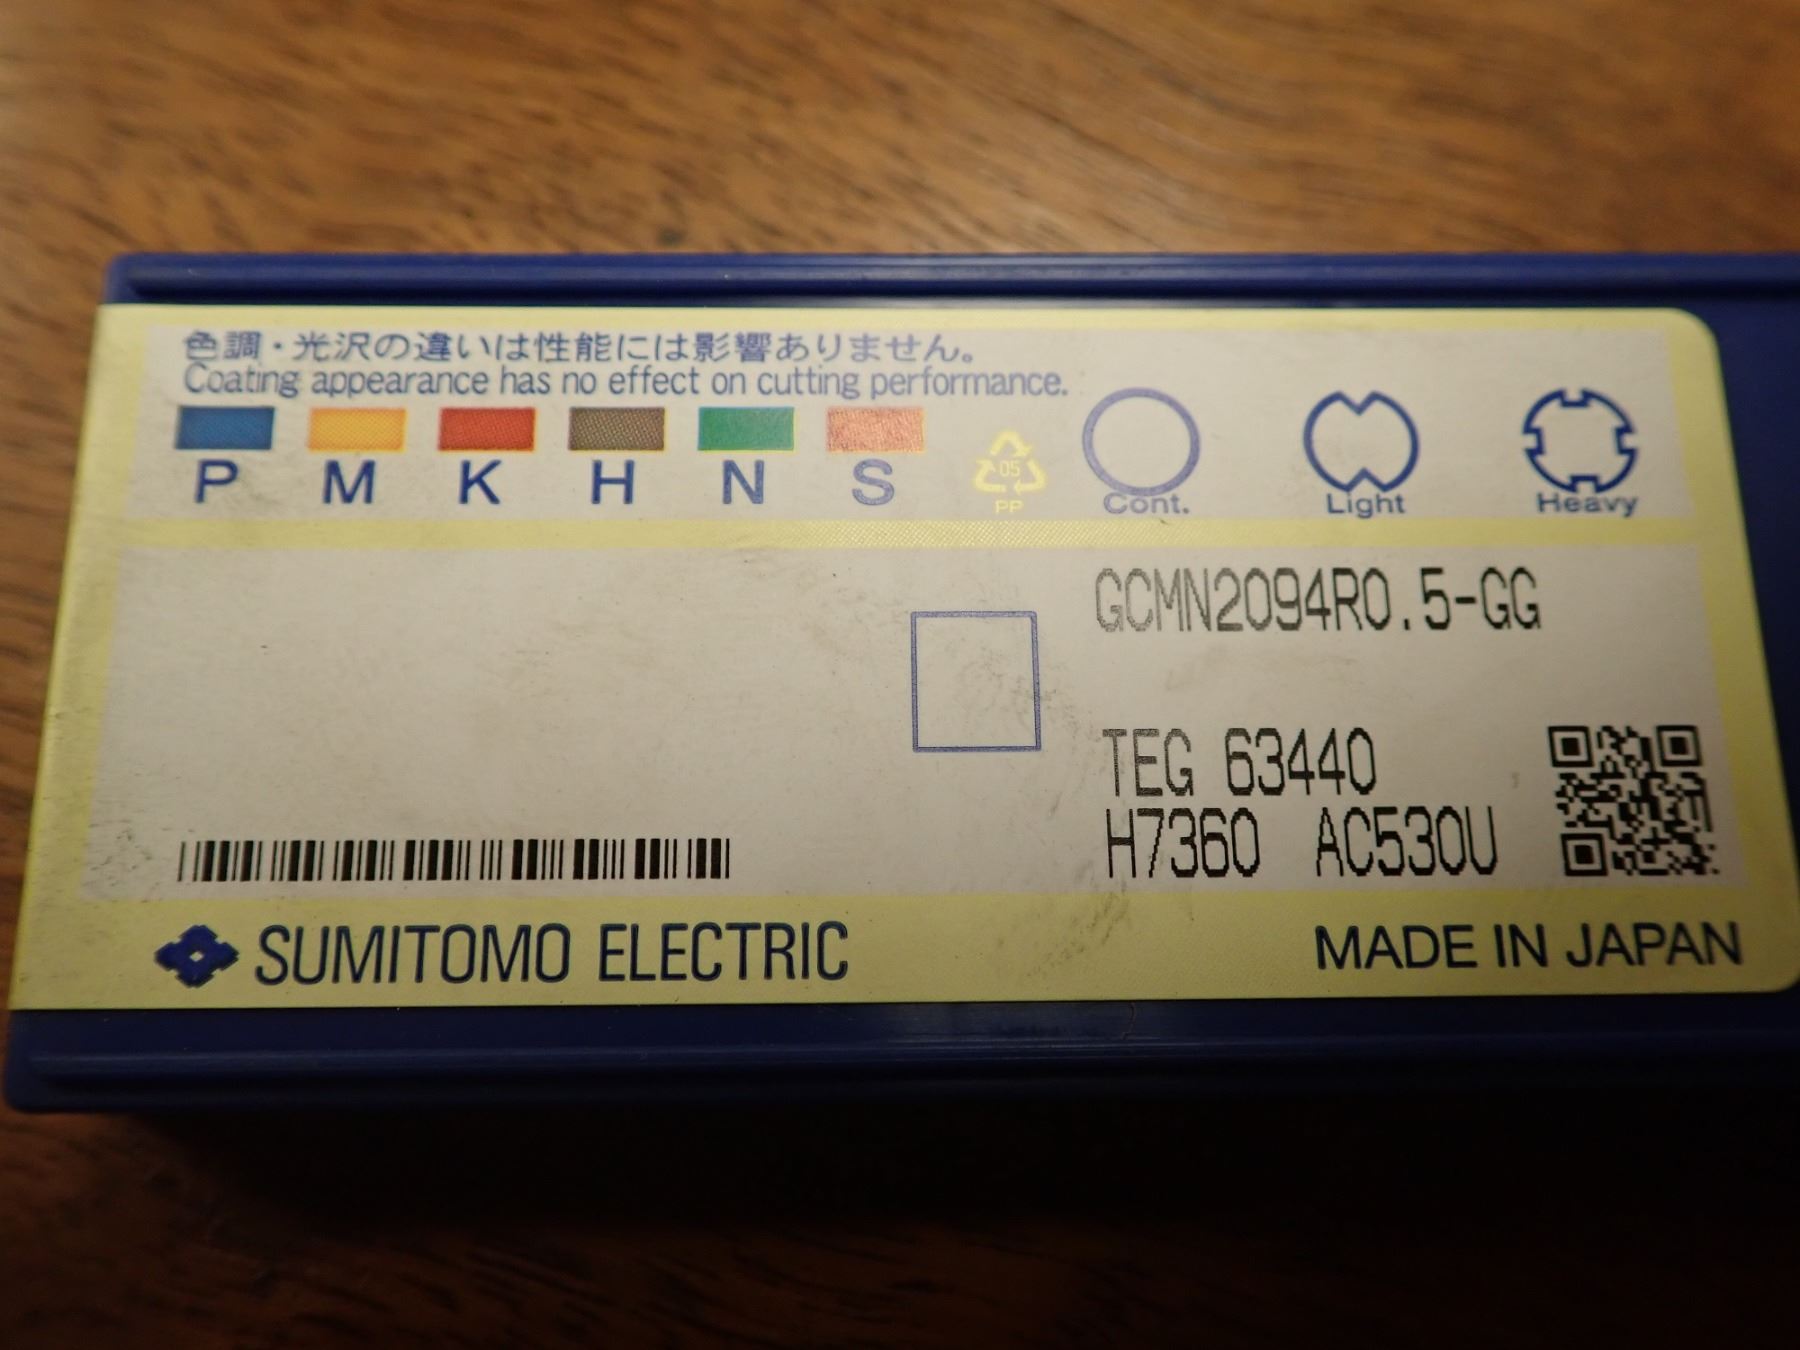 色調・光沢の違いは性能には影響ありません。
Coating appearance has no effect on cutting performance.
P M K H N S
05
PP
Cont. Light Heavy
GCMN2094R0.5-GG
TEG 63440
H7360 AC530U
SUMITOMO ELECTRIC
MADE IN JAPAN